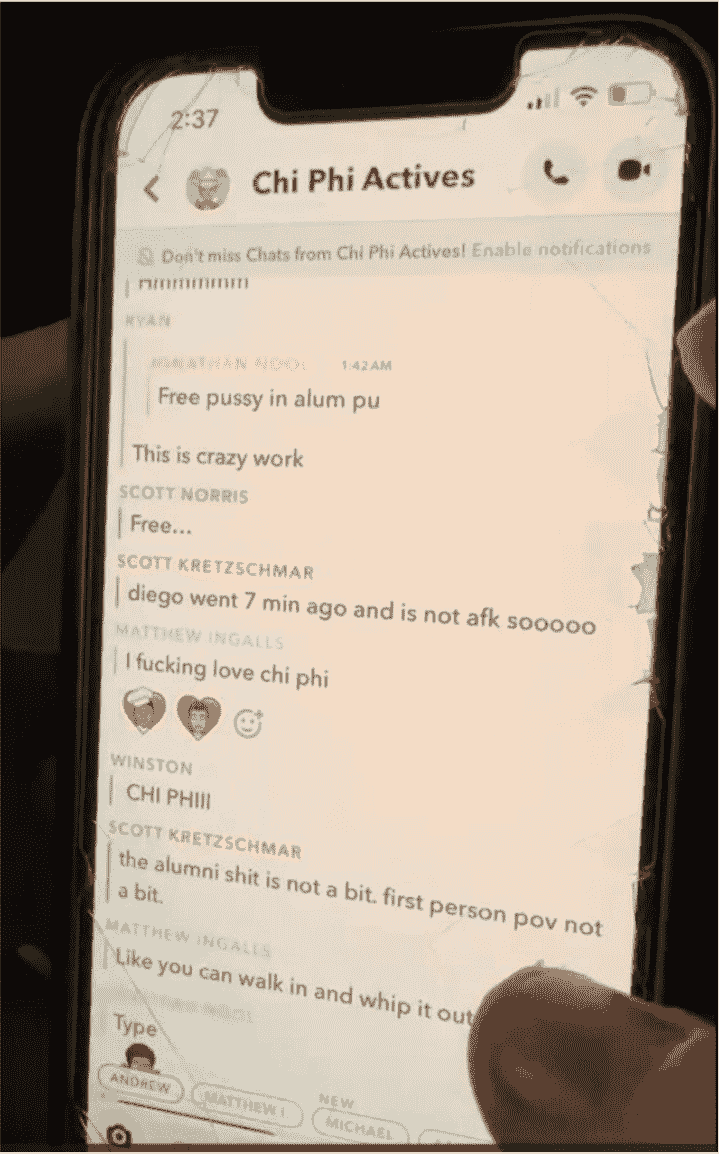 2:37
Chi Phi Actives
Don't miss Chats from Chi Phi Actives! Enable notifications
RYAN
1:42 AM
Free pussy in alum pu
This is crazy work
SCOTT NORRIS
Free...
SCOTT KRETZSCHMAR
diego went 7 min ago and is not afk sooooo
MATTHEW INGALLS
I fucking love chi phi
WINSTON
CHI PHIII
SCOTT KRETZSCHMAR
the alumni shit is not a bit. first person pov not
a bit.
MATTHEW INGALLS
Like you can walk in and whip it out
Type
ANDREW
MATTHEW I
NEW
MICHAEL